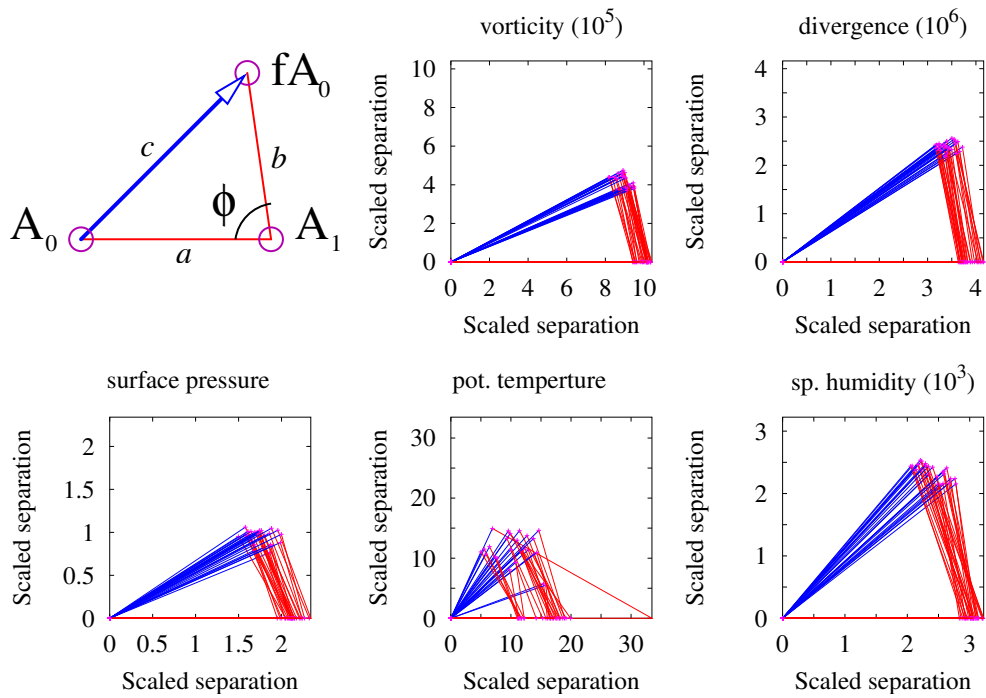 fA0
c
b
ϕ
A0
A1
a
vorticity (10^5)
Scaled separation
10
8
6
4
2
0
0 2 4 6 8 10
Scaled separation
divergence (10^6)
Scaled separation
4
3
2
1
0
0 1 2 3 4
Scaled separation
surface pressure
Scaled separation
2
1.5
1
0.5
0
0 0.5 1 1.5 2
Scaled separation
pot. temperture
Scaled separation
30
20
10
0
0 10 20 30
Scaled separation
sp. humidity (10^3)
Scaled separation
3
2
1
0
0 1 2 3
Scaled separation